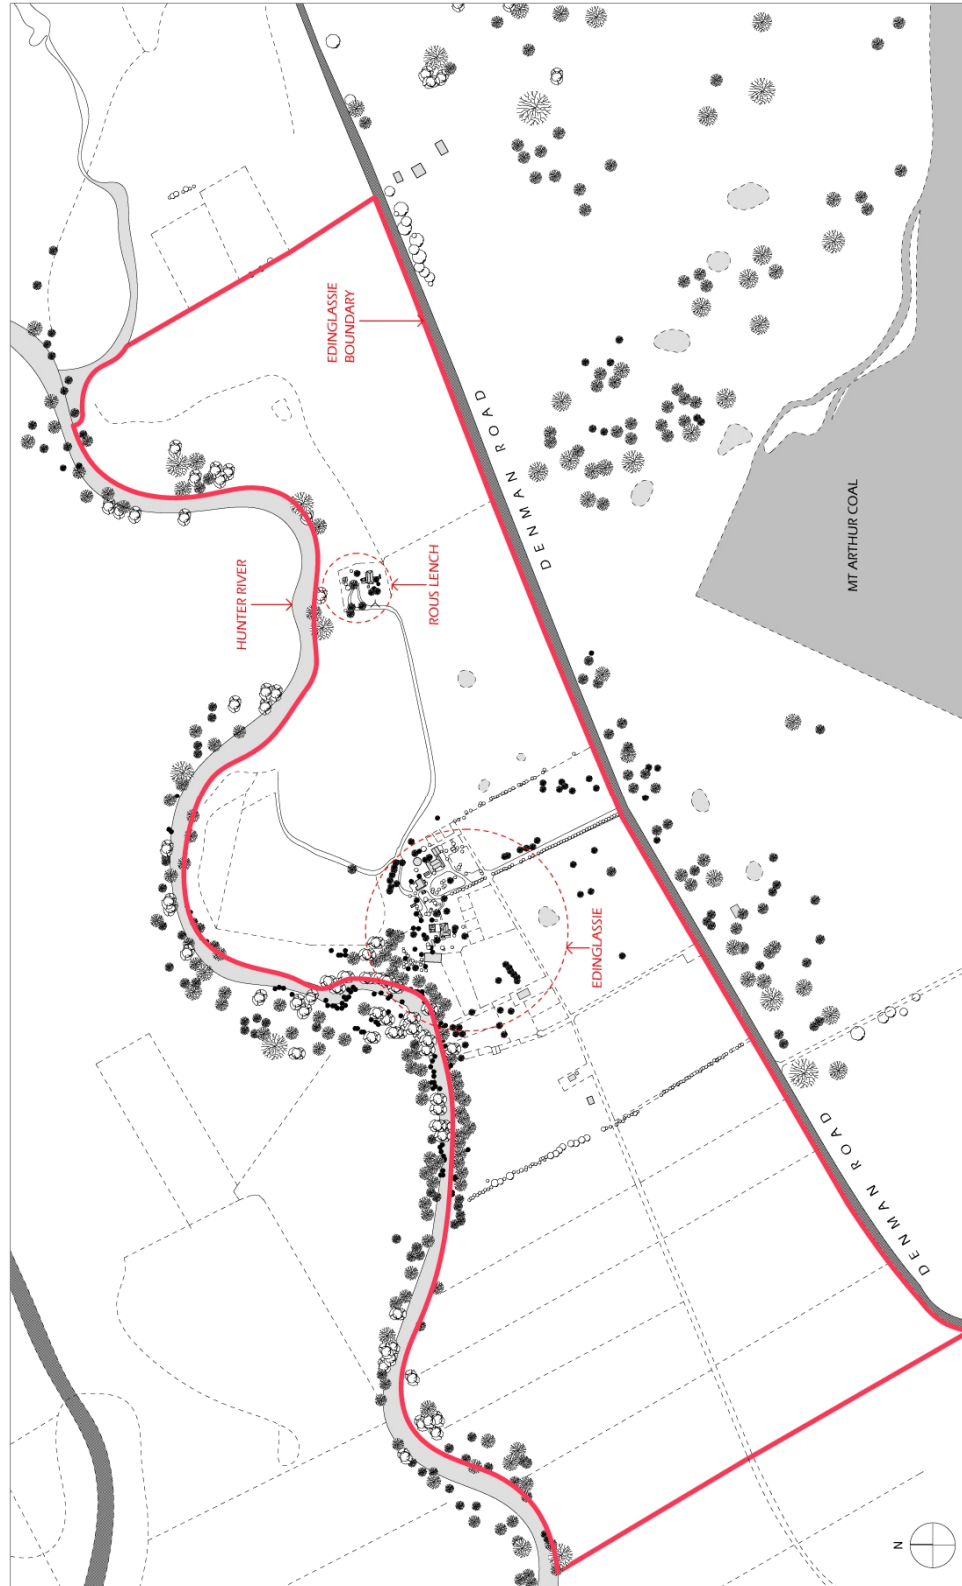 EDINGLASSIE
BOUNDARY
DENMAN ROAD
MT ARTHUR COAL
HUNTER RIVER
ROUS LENCH
EDINGLASSIE
DENMAN ROAD
N